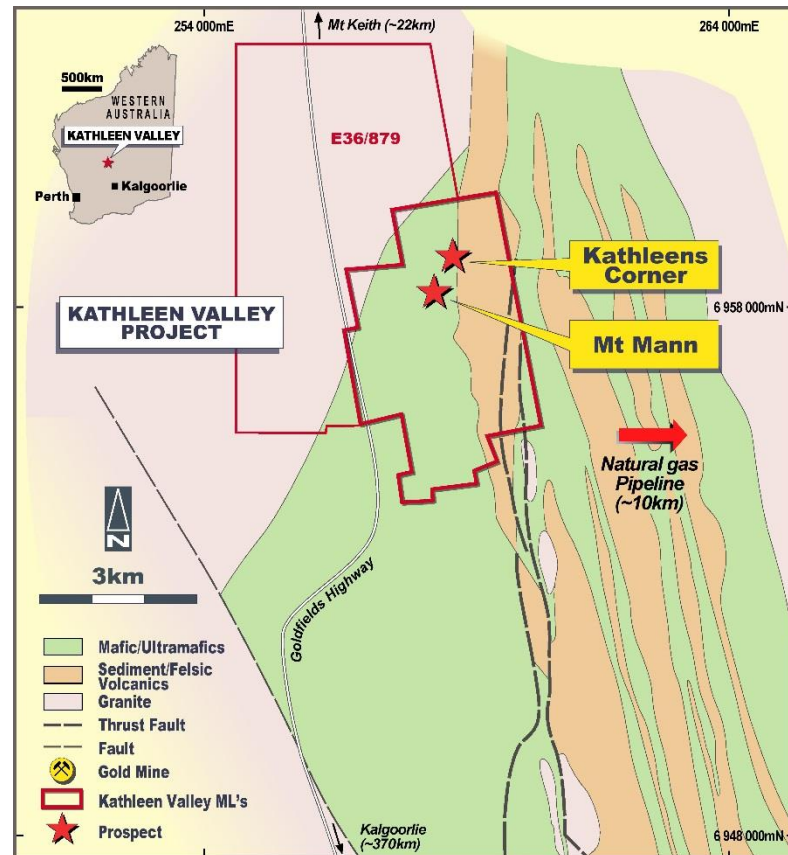 254 000mE
Mt Keith (~22km)
264 000mE
500km
WESTERN
AUSTRALIA
KATHLEEN VALLEY
Kalgoorlie
Perth
E36/879
Kathleens
Corner
KATHLEEN VALLEY
PROJECT
6 958 000mN
Mt Mann
Natural gas
Pipeline
(~10km)
N
3km
Goldfields Highway
Mafic/Ultramafics
Sediment/Felsic
Volcanics
Granite
Thrust Fault
Fault
Gold Mine
Kathleen Valley ML's
Prospect
Kalgoorlie
(~370km)
6 948 000mN